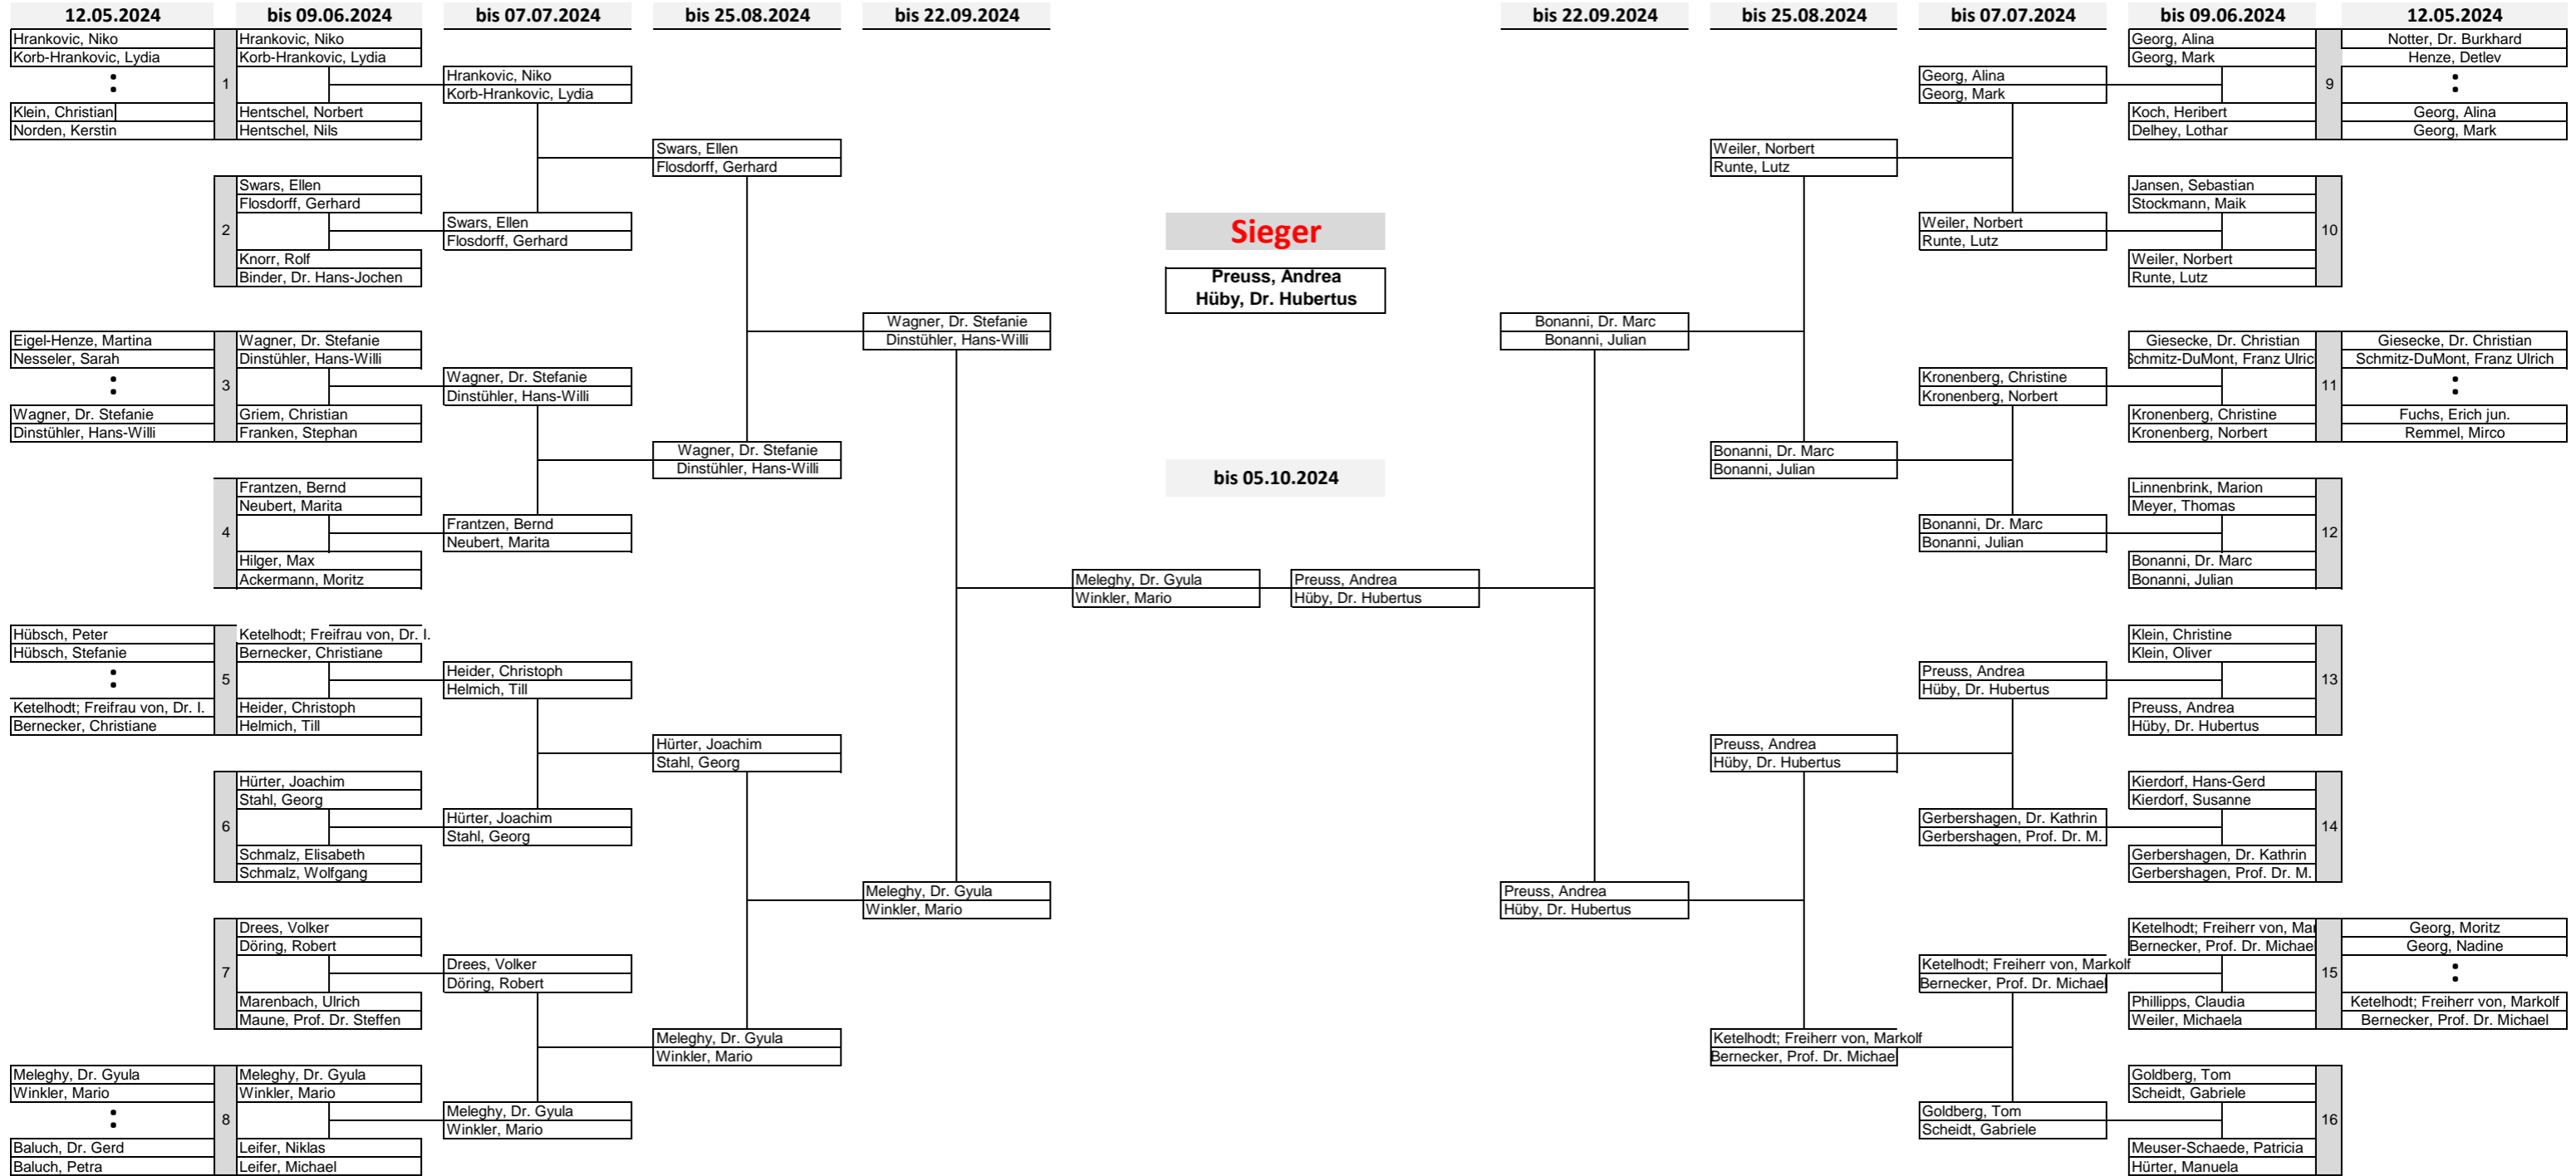 12.05.2024
bis 09.06.2024
bis 07.07.2024
bis 25.08.2024
bis 22.09.2024
bis 22.09.2024
bis 25.08.2024
bis 07.07.2024
bis 09.06.2024
12.05.2024
Hrankovic, Niko
Korb-Hrankovic, Lydia
:
Klein, Christian
Norden, Kerstin
Eigel-Henze, Martina
Nesseler, Sarah
:
Wagner, Dr. Stefanie
Dinstühler, Hans-Willi
Hübsch, Peter
Hübsch, Stefanie
:
Ketelhodt; Freifrau von, Dr. I.
Bernecker, Christiane
Meleghy, Dr. Gyula
Winkler, Mario
:
Baluch, Dr. Gerd
Baluch, Petra
1
Hrankovic, Niko
Korb-Hrankovic, Lydia
Hentschel, Norbert
Hentschel, Nils
2
Swars, Ellen
Flosdorff, Gerhard
Knorr, Rolf
Binder, Dr. Hans-Jochen
3
Wagner, Dr. Stefanie
Dinstühler, Hans-Willi
Griem, Christian
Franken, Stephan
4
Frantzen, Bernd
Neubert, Marita
Hilger, Max
Ackermann, Moritz
5
Ketelhodt; Freifrau von, Dr. I.
Bernecker, Christiane
Heider, Christoph
Helmich, Till
6
Hürter, Joachim
Stahl, Georg
Schmalz, Elisabeth
Schmalz, Wolfgang
7
Drees, Volker
Döring, Robert
Marenbach, Ulrich
Maune, Prof. Dr. Steffen
8
Meleghy, Dr. Gyula
Winkler, Mario
Leifer, Niklas
Leifer, Michael
Hrankovic, Niko
Korb-Hrankovic, Lydia
Swars, Ellen
Flosdorff, Gerhard
Wagner, Dr. Stefanie
Dinstühler, Hans-Willi
Frantzen, Bernd
Neubert, Marita
Heider, Christoph
Helmich, Till
Hürter, Joachim
Stahl, Georg
Drees, Volker
Döring, Robert
Meleghy, Dr. Gyula
Winkler, Mario
Swars, Ellen
Flosdorff, Gerhard
Wagner, Dr. Stefanie
Dinstühler, Hans-Willi
Hürter, Joachim
Stahl, Georg
Meleghy, Dr. Gyula
Winkler, Mario
Wagner, Dr. Stefanie
Dinstühler, Hans-Willi
Meleghy, Dr. Gyula
Winkler, Mario
Sieger
Preuss, Andrea
Hüby, Dr. Hubertus
bis 05.10.2024
Meleghy, Dr. Gyula
Winkler, Mario
Preuss, Andrea
Hüby, Dr. Hubertus
Bonanni, Dr. Marc
Bonanni, Julian
Preuss, Andrea
Hüby, Dr. Hubertus
Weiler, Norbert
Runte, Lutz
Bonanni, Dr. Marc
Bonanni, Julian
Preuss, Andrea
Hüby, Dr. Hubertus
Ketelhodt; Freiherr von, Markolf
Bernecker, Prof. Dr. Michae
Georg, Alina
Georg, Mark
Weiler, Norbert
Runte, Lutz
Kronenberg, Christine
Kronenberg, Norbert
Bonanni, Dr. Marc
Bonanni, Julian
Preuss, Andrea
Hüby, Dr. Hubertus
Gerbershagen, Dr. Kathrin
Gerbershagen, Prof. Dr. M.
Ketelhodt; Freiherr von, Markolf
Bernecker, Prof. Dr. Michael
Goldberg, Tom
Scheidt, Gabriele
Georg, Alina
Georg, Mark
Koch, Heribert
Delhey, Lothar
9
Jansen, Sebastian
Stockmann, Maik
Weiler, Norbert
Runte, Lutz
10
Giesecke, Dr. Christian
Schmitz-DuMont, Franz Ulric
Kronenberg, Christine
Kronenberg, Norbert
11
Linnenbrink, Marion
Meyer, Thomas
Bonanni, Dr. Marc
Bonanni, Julian
12
Klein, Christine
Klein, Oliver
Preuss, Andrea
Hüby, Dr. Hubertus
13
Kierdorf, Hans-Gerd
Kierdorf, Susanne
Gerbershagen, Dr. Kathrin
Gerbershagen, Prof. Dr. M.
14
Ketelhodt; Freiherr von, Mar
Bernecker, Prof. Dr. Michael
Phillipps, Claudia
Weiler, Michaela
15
Goldberg, Tom
Scheidt, Gabriele
Meuser-Schaede, Patricia
Hürter, Manuela
16
Notter, Dr. Burkhard
Henze, Detlev
:
Georg, Alina
Georg, Mark
Giesecke, Dr. Christian
Schmitz-DuMont, Franz Ulrich
:
Fuchs, Erich jun.
Remmel, Mirco
Georg, Moritz
Georg, Nadine
:
Ketelhodt; Freiherr von, Markolf
Bernecker, Prof. Dr. Michael